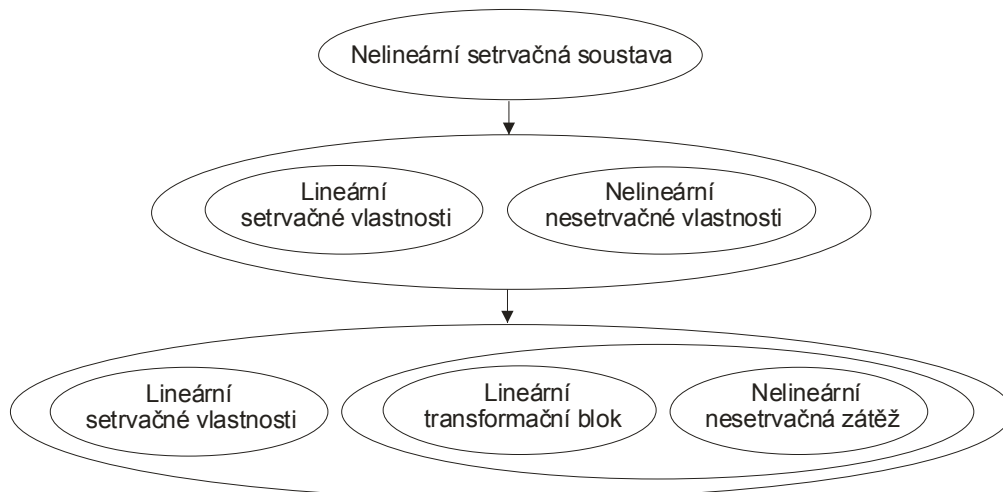 Nelineární setrvačná soustava
Lineární
setrvačné vlastnosti
Nelineární
nesetrvačné vlastnosti
Lineární
setrvačné vlastnosti
Lineární
transformační blok
Nelineární
nesetrvačná zátěž